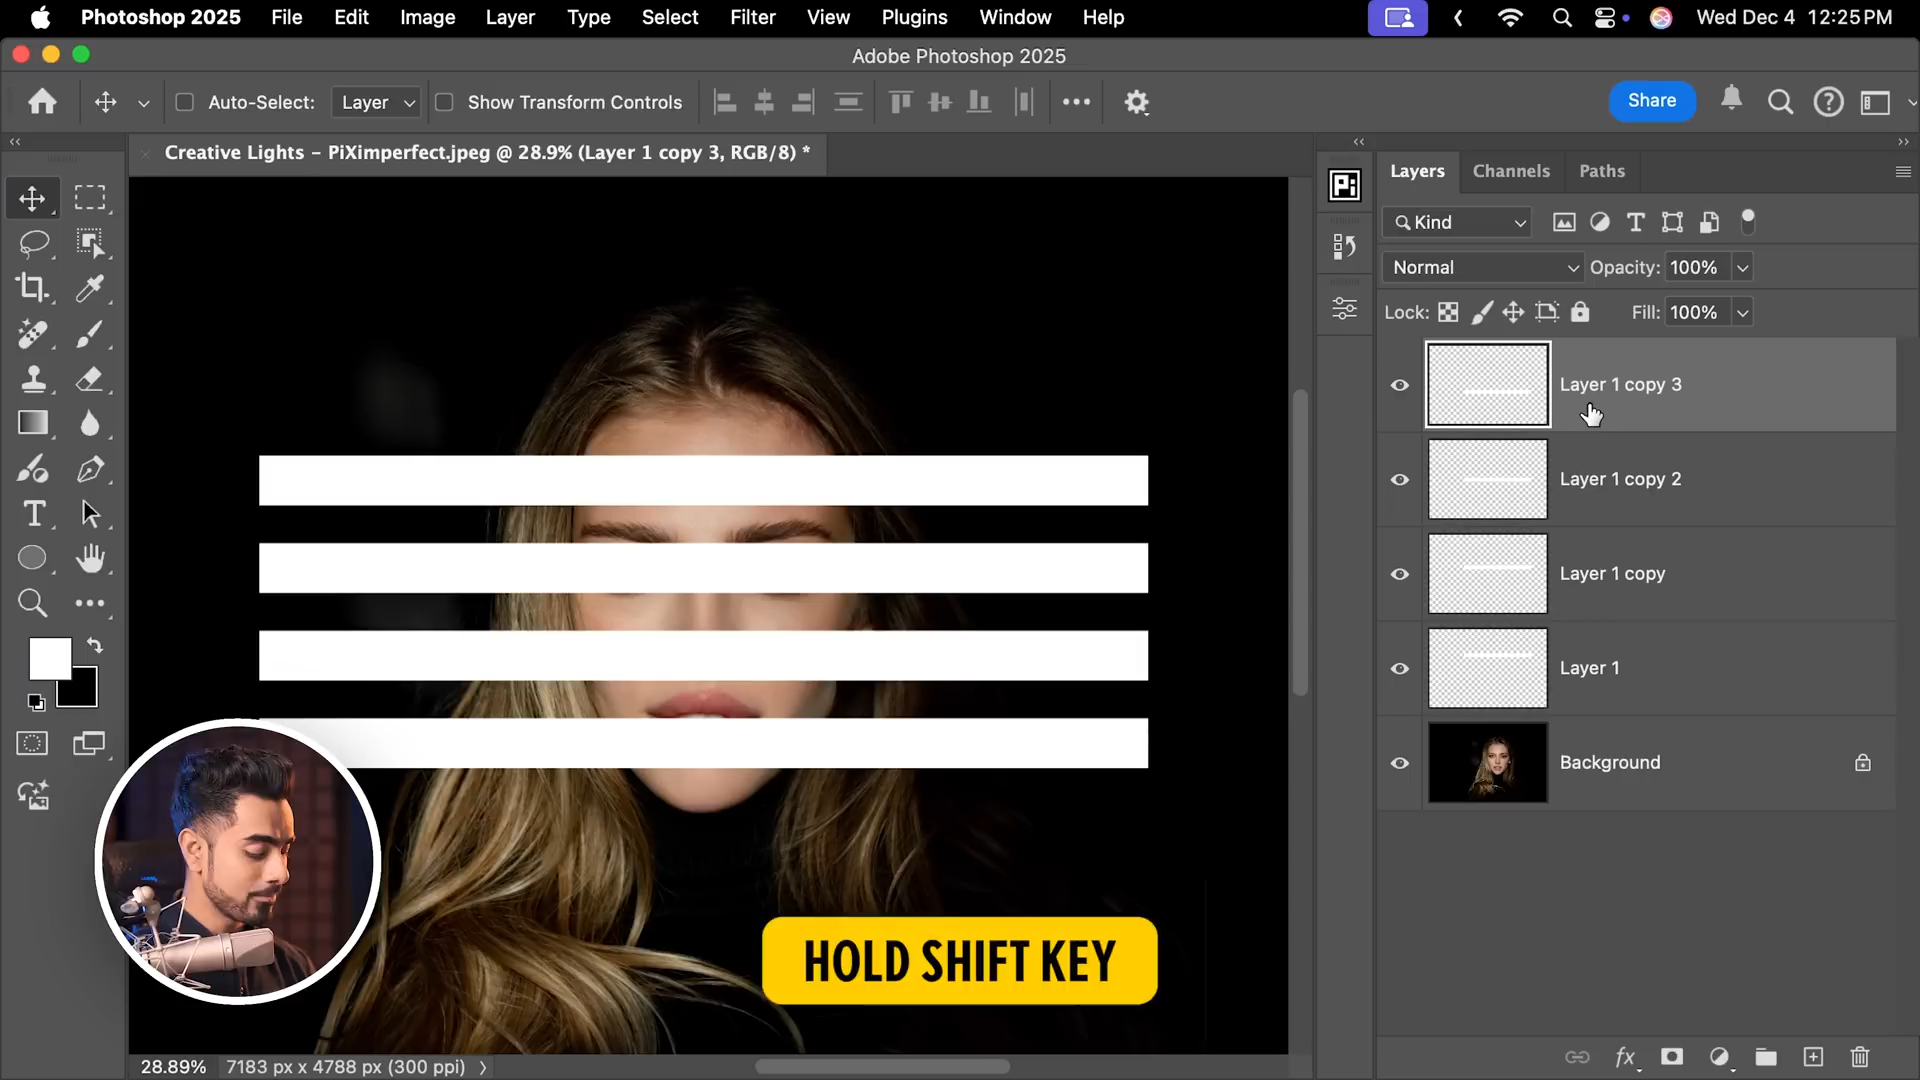 Photoshop 2025 File Edit Image Layer Type Select Filter View Plugins Window Help Wed Dec 4 12:25 PM
Adobe Photoshop 2025
Auto-Select: Layer Show Transform Controls Share
Creative Lights - PiXimperfect.jpeg @ 28.9% (Layer 1 copy 3, RGB/8) *
Pi
Layers Channels Paths
Kind
Normal Opacity: 100%
Lock: Fill: 100%
Layer 1 copy 3
Layer 1 copy 2
Layer 1 copy
Layer 1
Background
HOLD SHIFT KEY
28.89% 7183 px x 4788 px (300 ppi)
fx